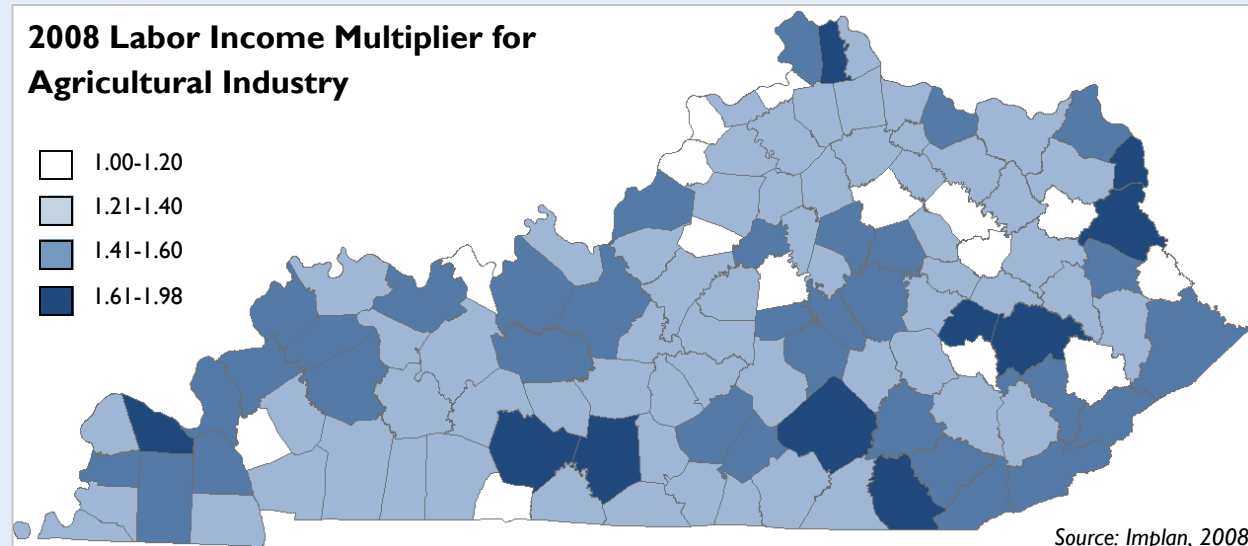 2008 Labor Income Multiplier for
Agricultural Industry
1.00-1.20
1.21-1.40
1.41-1.60
1.61-1.98
Source: Implan, 2008